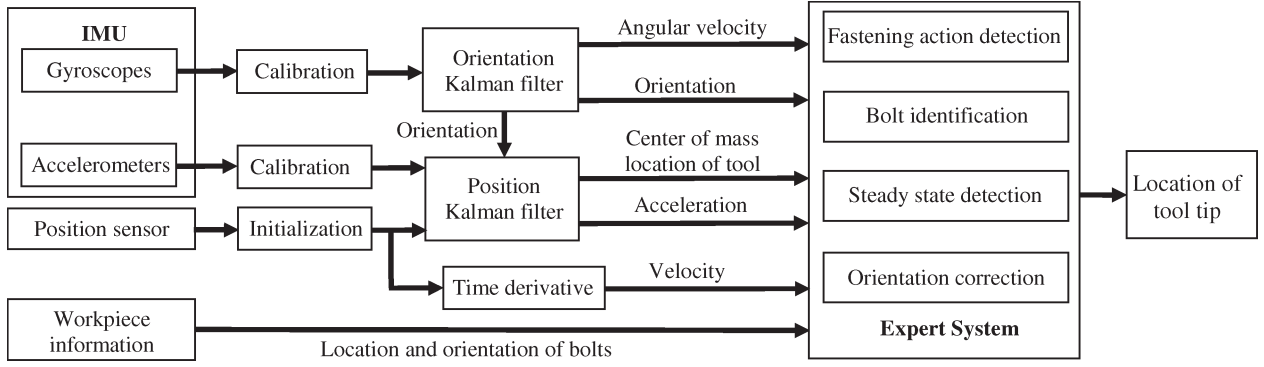 IMU
Gyroscopes
Accelerometers
Position sensor
Workpiece
information
Calibration
Calibration
Initialization
Orientation
Kalman filter
Orientation
Position
Kalman filter
Time derivative
Angular velocity
Orientation
Center of mass
location of tool
Acceleration
Velocity
Location and orientation of bolts
Fastening action detection
Bolt identification
Steady state detection
Orientation correction
Expert System
Location of
tool tip